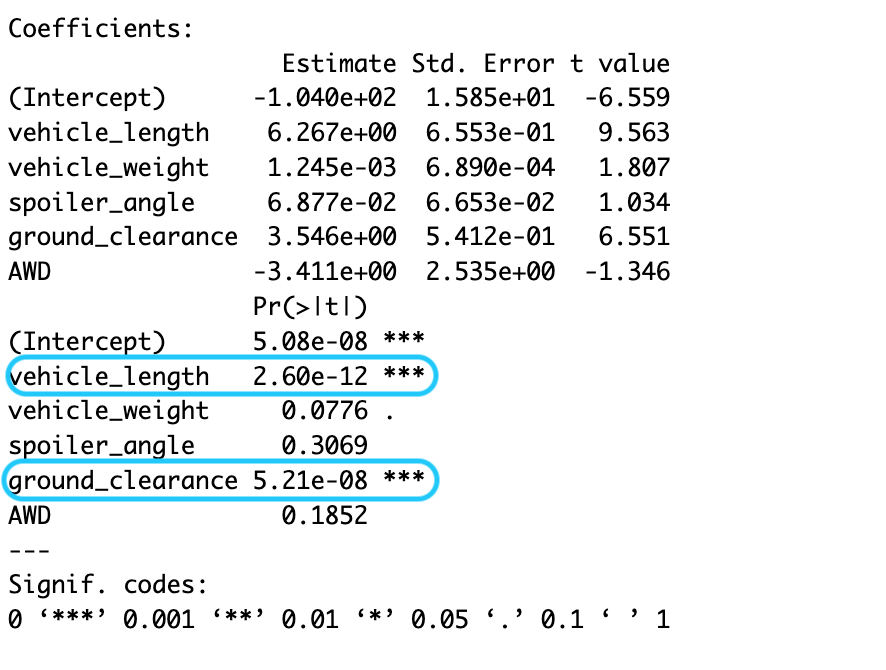 Coefficients:
Estimate Std. Error t value
(Intercept) -1.040e+02 1.585e+01 -6.559
vehicle_length 6.267e+00 6.553e-01 9.563
vehicle_weight 1.245e-03 6.890e-04 1.807
spoiler_angle 6.877e-02 6.653e-02 1.034
ground_clearance 3.546e+00 5.412e-01 6.551
AWD -3.411e+00 2.535e+00 -1.346
Pr(>|t|)
(Intercept) 5.08e-08 ***
vehicle_length 2.60e-12 ***
vehicle_weight 0.0776 .
spoiler_angle 0.3069
ground_clearance 5.21e-08 ***
AWD 0.1852
---
Signif. codes:
0 ‘***’ 0.001 ‘**’ 0.01 ‘*’ 0.05 ‘.’ 0.1 ‘ ’ 1